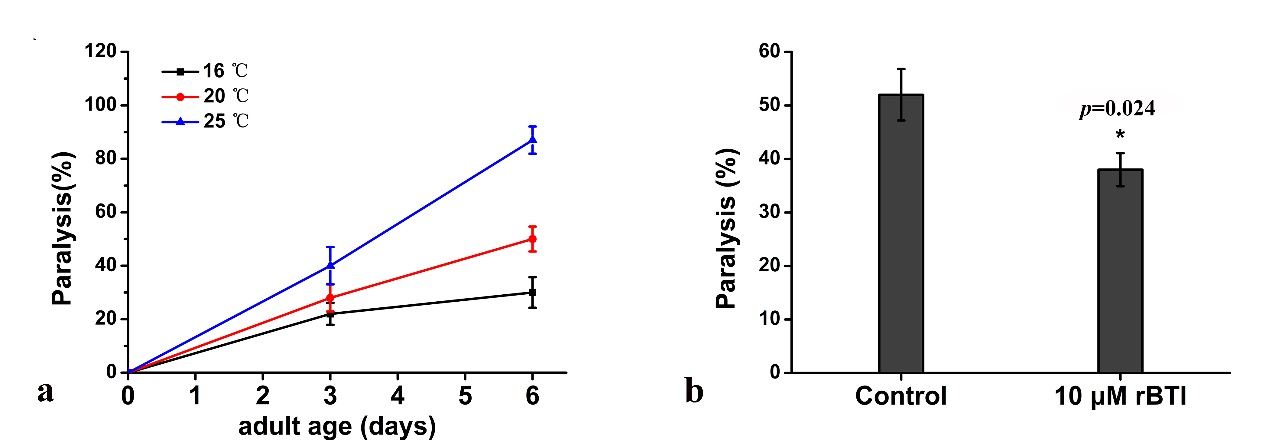 120
100
80
60
40
20
0
Paralysis(%)
16 ℃
20 ℃
25 ℃
0 1 2 3 4 5 6
adult age (days)
a
60
50
40
30
20
10
0
Paralysis (%)
p=0.024
*
Control 10 μM rBTI
b